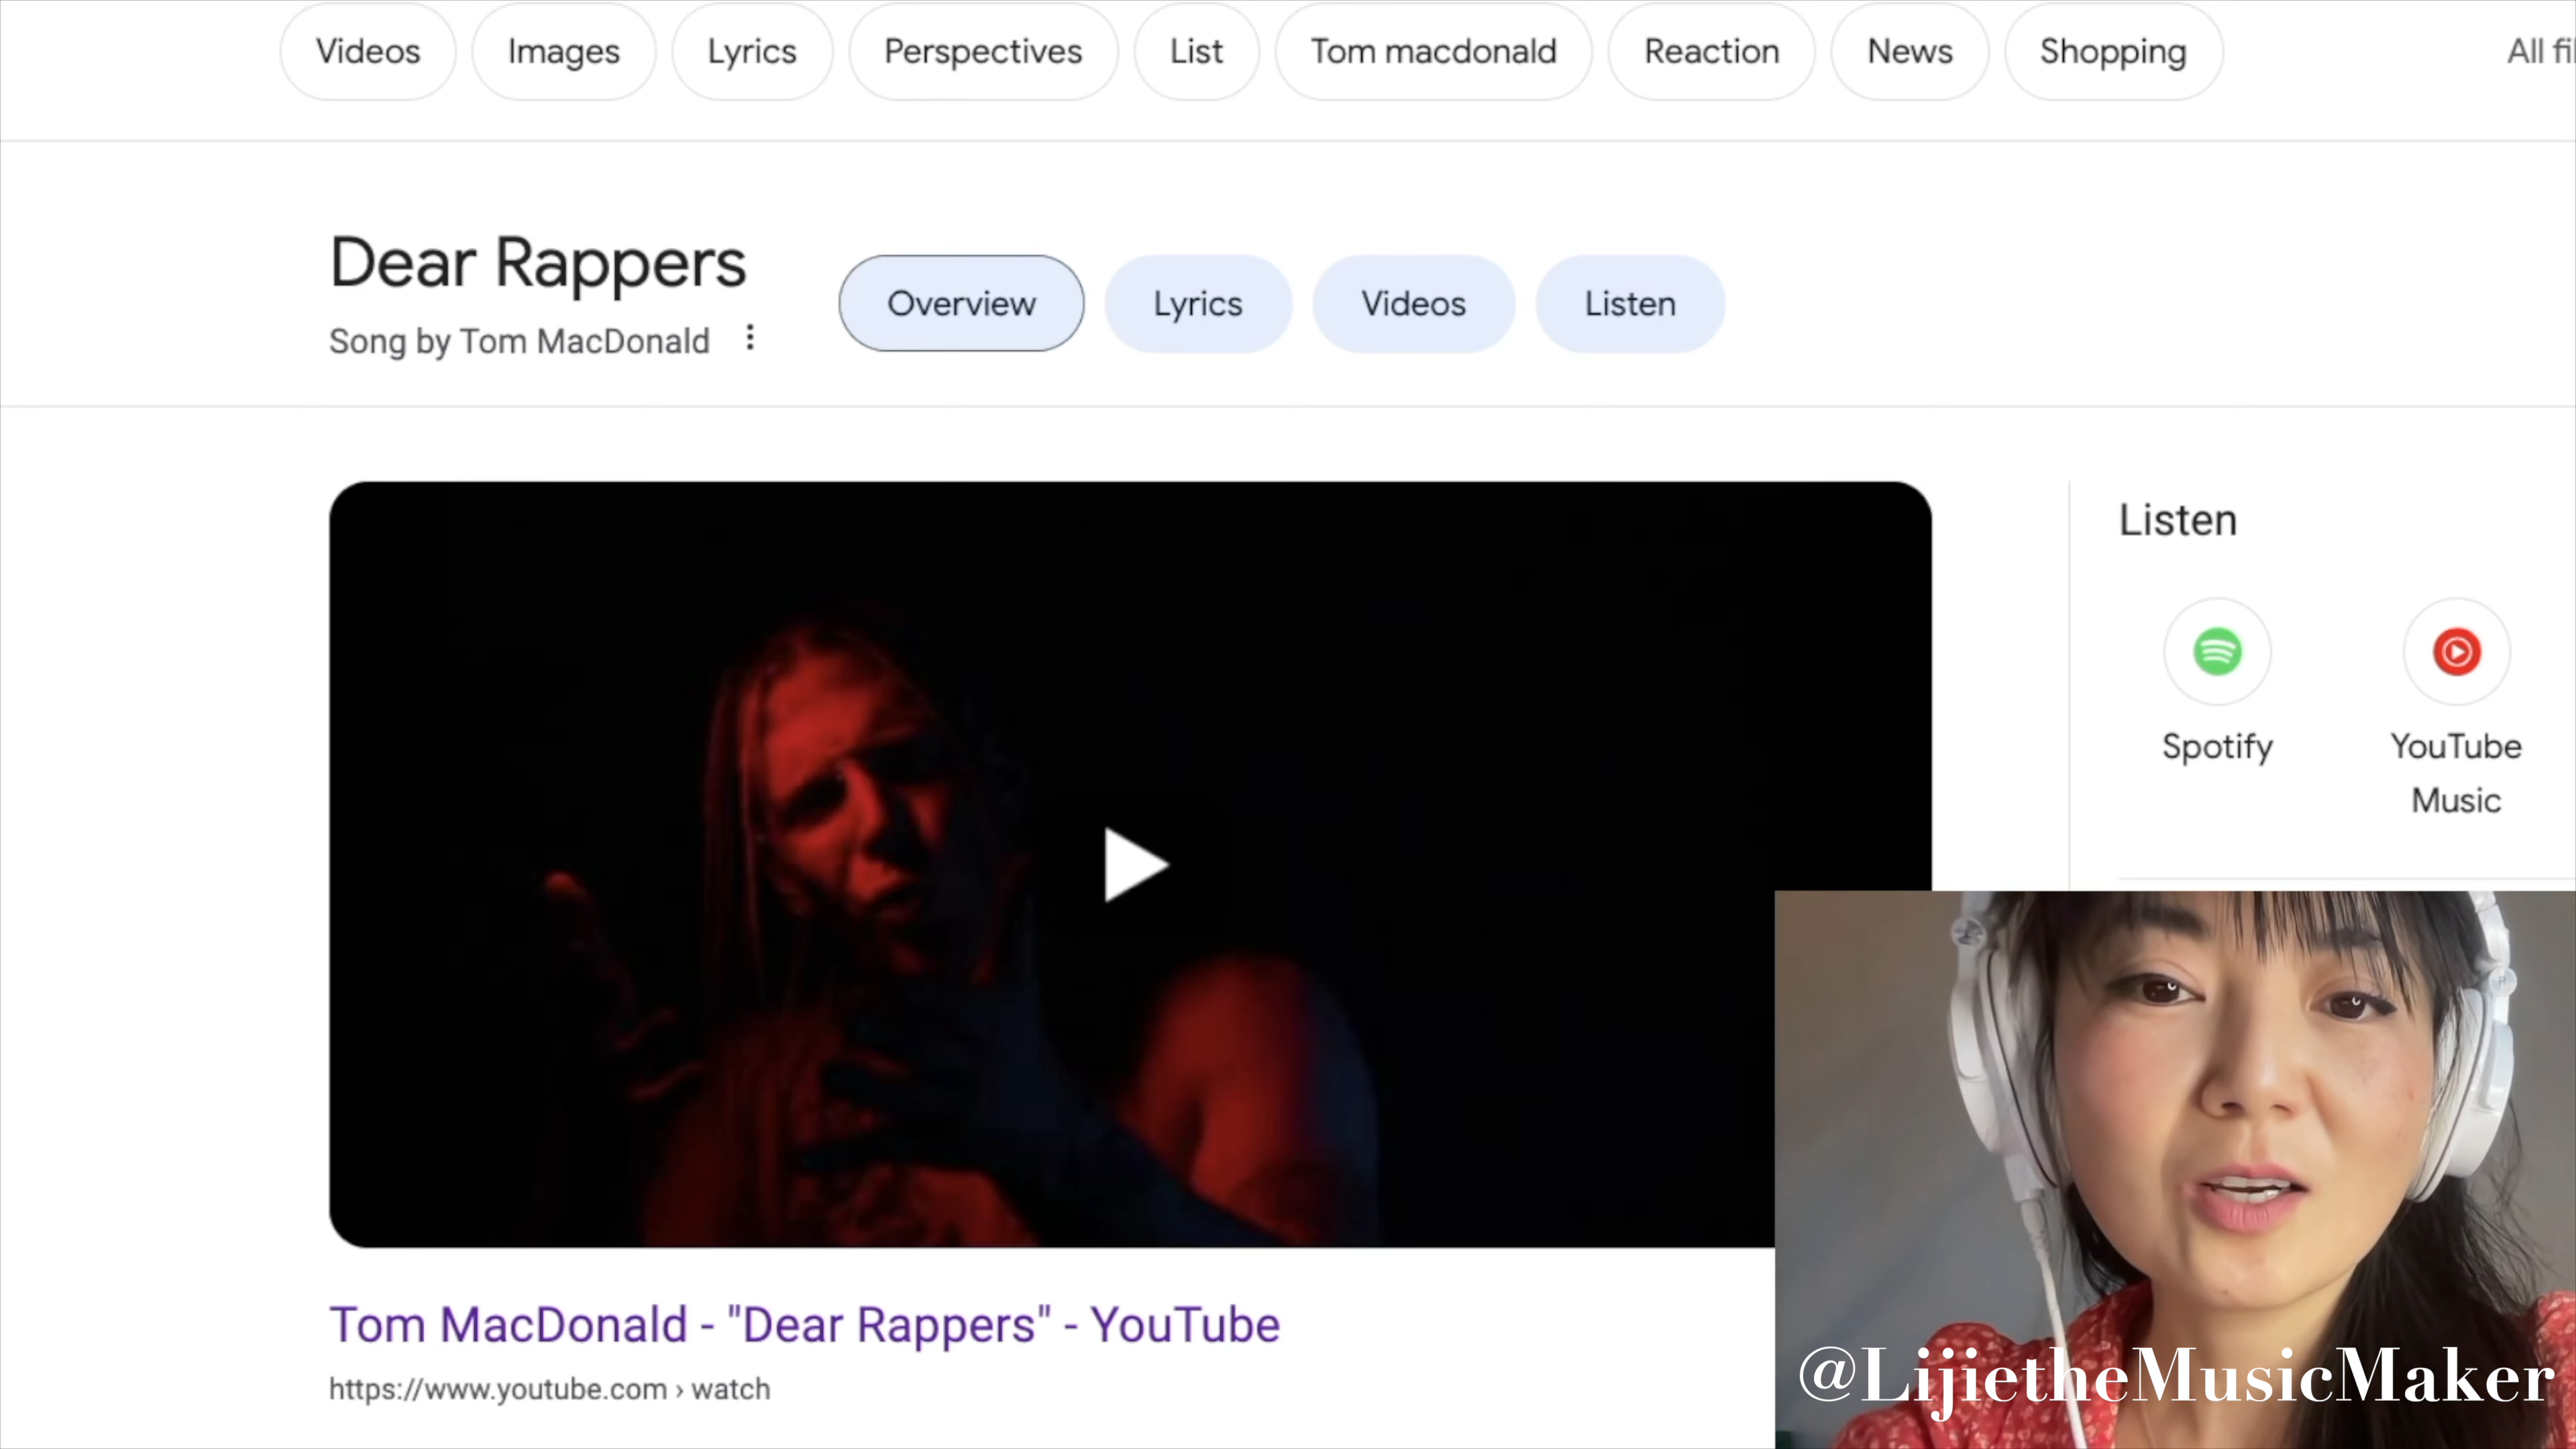 Videos Images Lyrics Perspectives List Tom macdonald Reaction News Shopping All
Dear Rappers
Song by Tom MacDonald
Overview Lyrics Videos Listen
Listen
Spotify YouTube
Music
Tom MacDonald - "Dear Rappers" - YouTube
https://www.youtube.com › watch
@LijietheMusicMaker